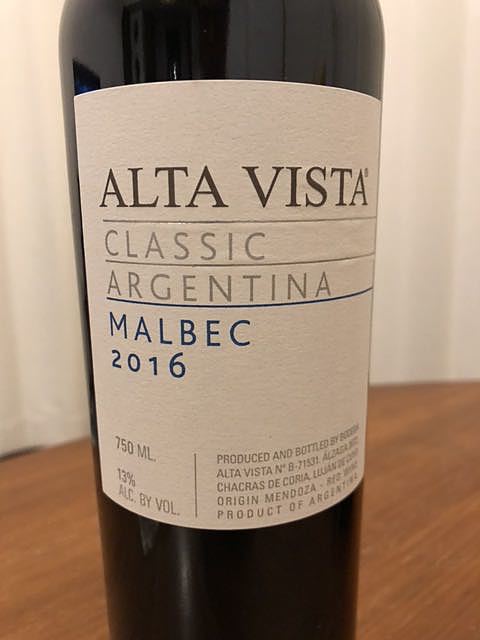 ALTA VISTA®
CLASSIC
ARGENTINA
MALBEC
2016
750 ML.
13%
ALC. BY VOL.
PRODUCED AND BOTTLED BY BODEGA
ALTA VISTA Nº B-71531. ÁLZAGA 3972,
CHACRAS DE CORIA, LUJÁN DE CUYO
ORIGIN MENDOZA - RED WINE
PRODUCT OF ARGENTINA